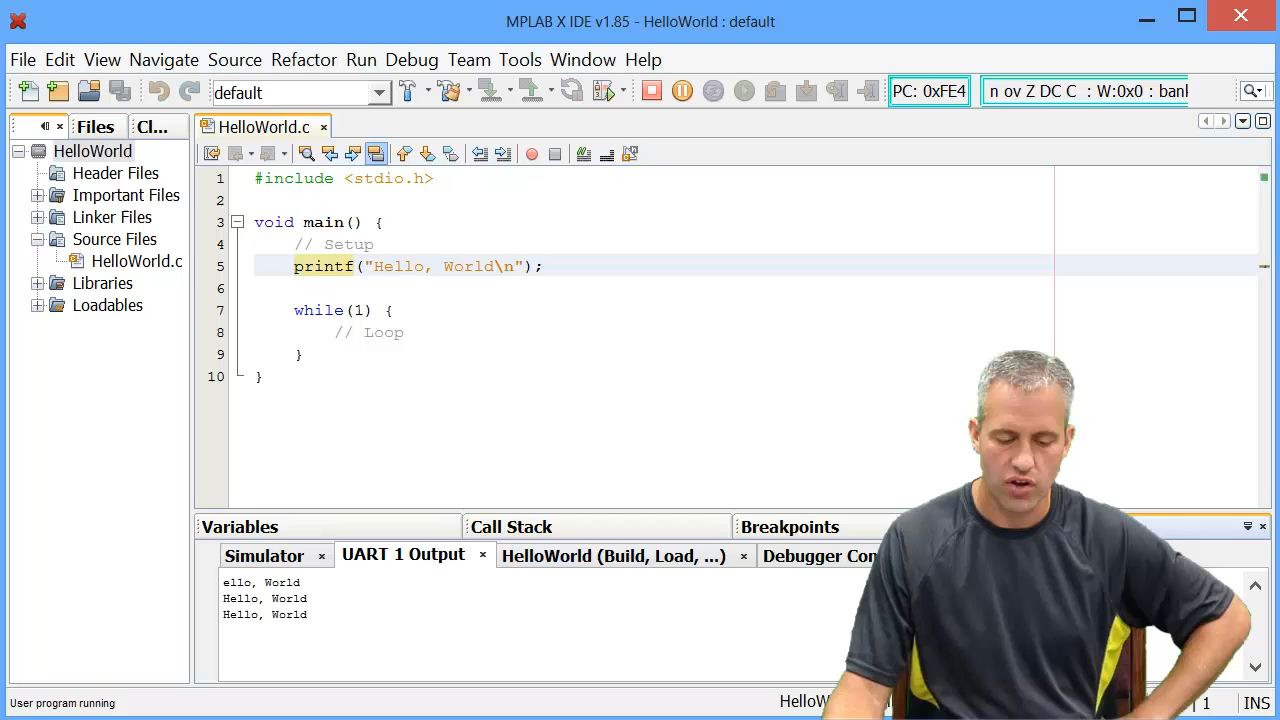 MPLAB X IDE v1.85 - HelloWorld : default
File Edit View Navigate Source Refactor Run Debug Team Tools Window Help
default
PC: 0xFE4
n ov Z DC C : W:0x0 : bank
Files
Cl...
HelloWorld.c
HelloWorld
Header Files
Important Files
Linker Files
Source Files
HelloWorld.c
Libraries
Loadables
1 #include <stdio.h>
2
3 void main() {
4 // Setup
5 printf("Hello, World\n");
6
7 while(1) {
8 // Loop
9 }
10 }
Variables
Call Stack
Breakpoints
Simulator
UART 1 Output
HelloWorld (Build, Load, ...)
Debugger Con
ello, World
Hello, World
Hello, World
User program running
HelloW
1
INS